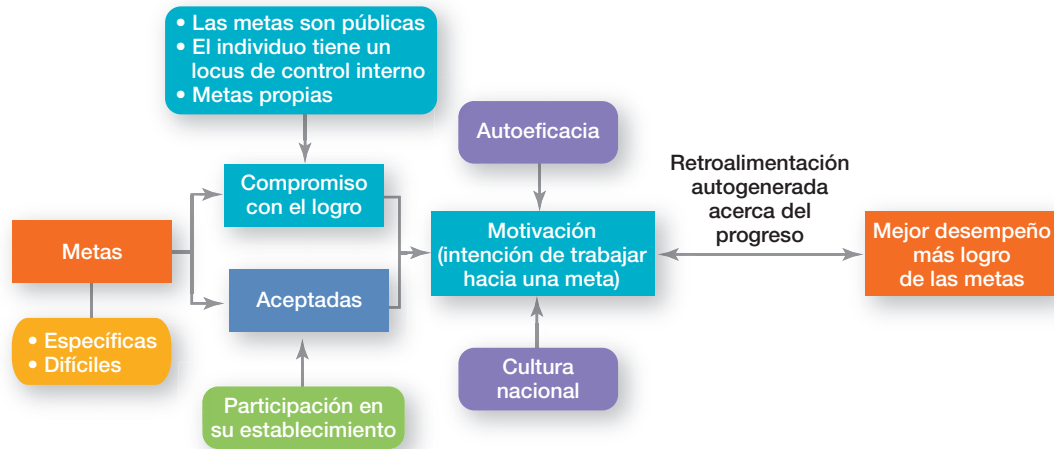 • Las metas son públicas
• El individuo tiene un
locus de control interno
• Metas propias
Autoeficacia
Compromiso
con el logro
Retroalimentación
autogenerada
acerca del
progreso
Metas
Motivación
(intención de trabajar
hacia una meta)
Mejor desempeño
más logro
de las metas
Aceptadas
• Específicas
• Difíciles
Cultura
nacional
Participación en
su establecimiento